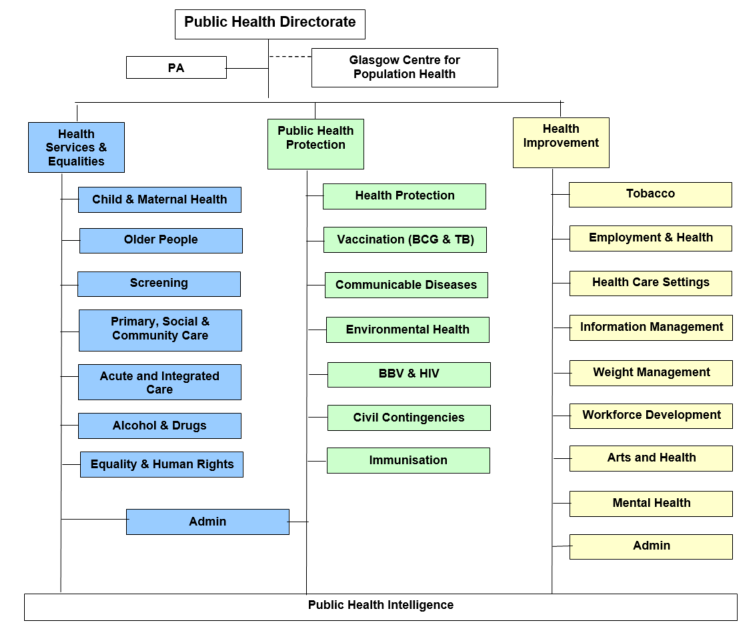 Public Health Directorate
PA
Glasgow Centre for
Population Health
Health
Services &
Equalities
Public Health
Protection
Health
Improvement
Child & Maternal Health
Older People
Screening
Primary, Social &
Community Care
Acute and Integrated
Care
Alcohol & Drugs
Equality & Human Rights
Admin
Health Protection
Vaccination (BCG & TB)
Communicable Diseases
Environmental Health
BBV & HIV
Civil Contingencies
Immunisation
Tobacco
Employment & Health
Health Care Settings
Information Management
Weight Management
Workforce Development
Arts and Health
Mental Health
Admin
Public Health Intelligence